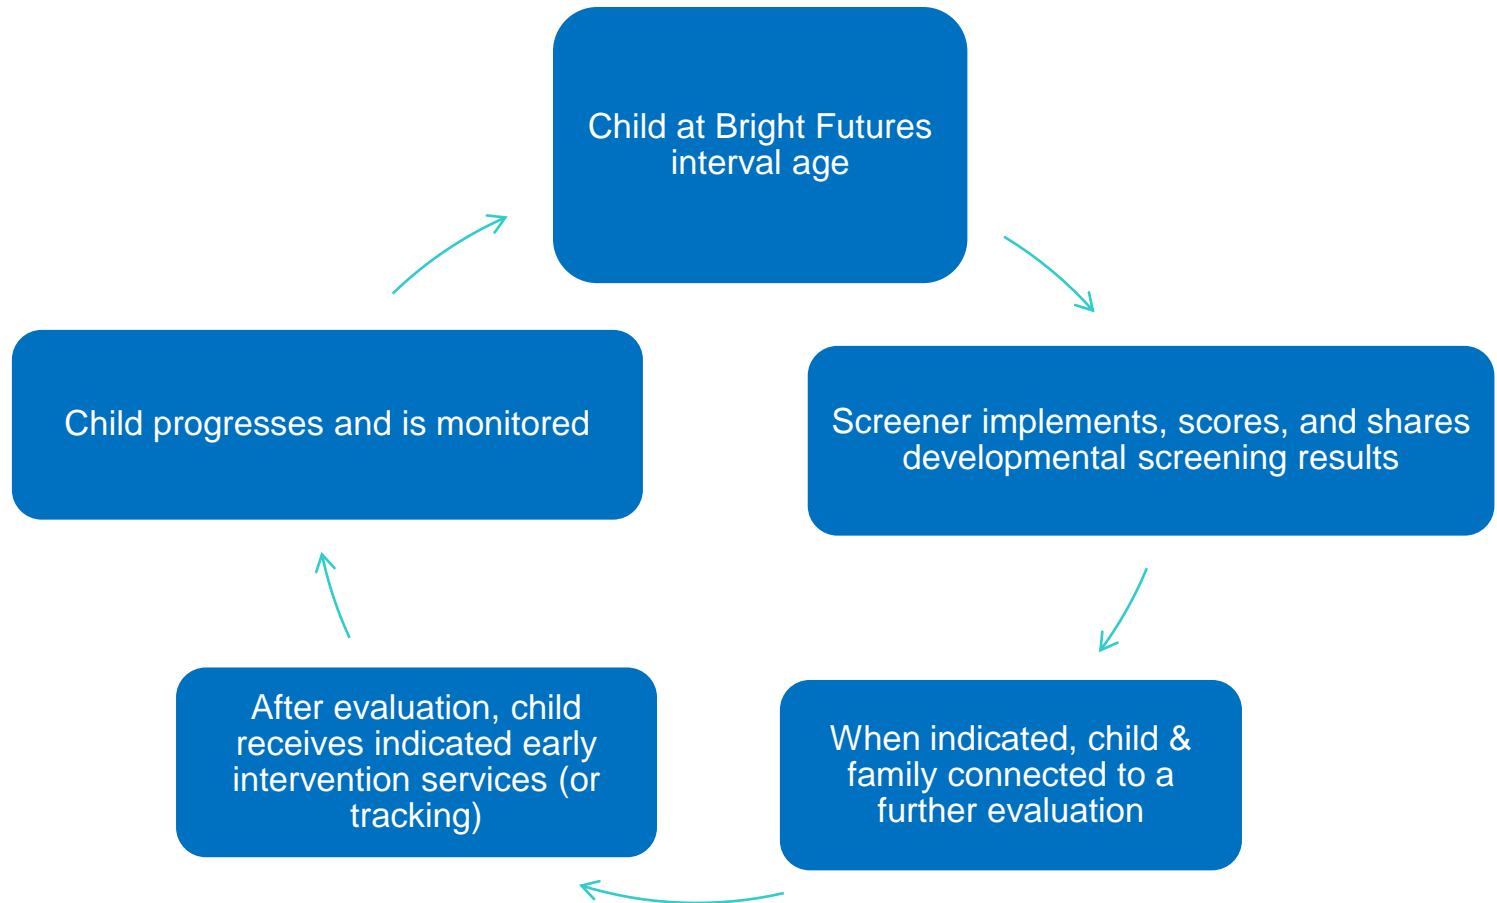 Child at Bright Futures
interval age
Screener implements, scores, and shares
developmental screening results
When indicated, child &
family connected to a
further evaluation
After evaluation, child
receives indicated early
intervention services (or
tracking)
Child progresses and is monitored